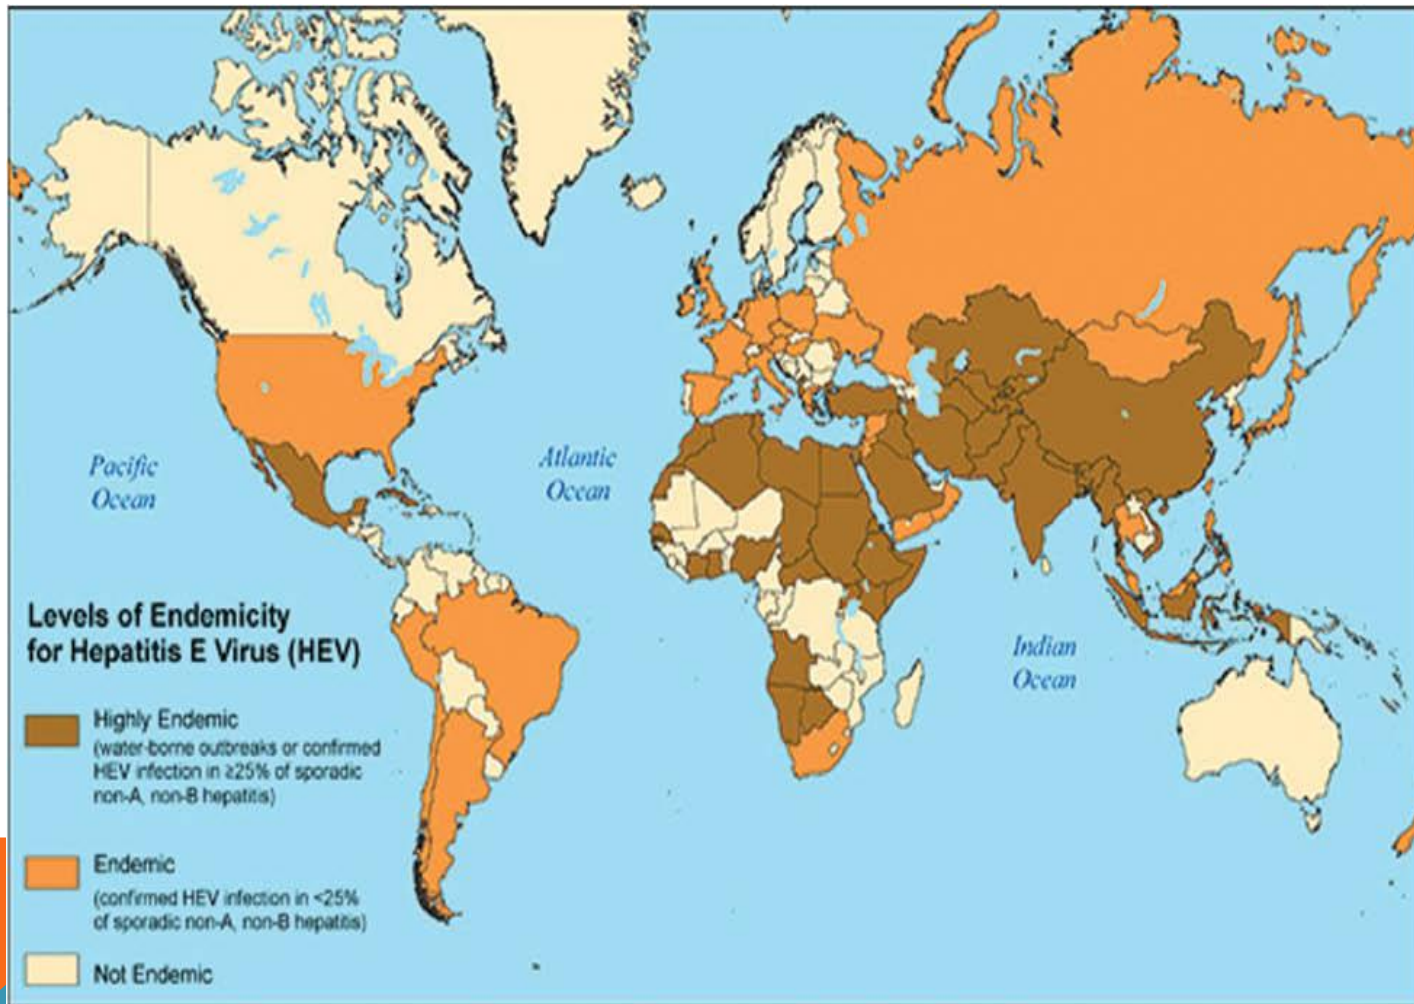 Pacific
Ocean
Atlantic
Ocean
Indian
Ocean
Levels of Endemicity
for Hepatitis E Virus (HEV)
Highly Endemic
(water-borne outbreaks or confirmed
HEV infection in ≥25% of sporadic
non-A, non-B hepatitis)
Endemic
(confirmed HEV infection in <25%
of sporadic non-A, non-B hepatitis)
Not Endemic